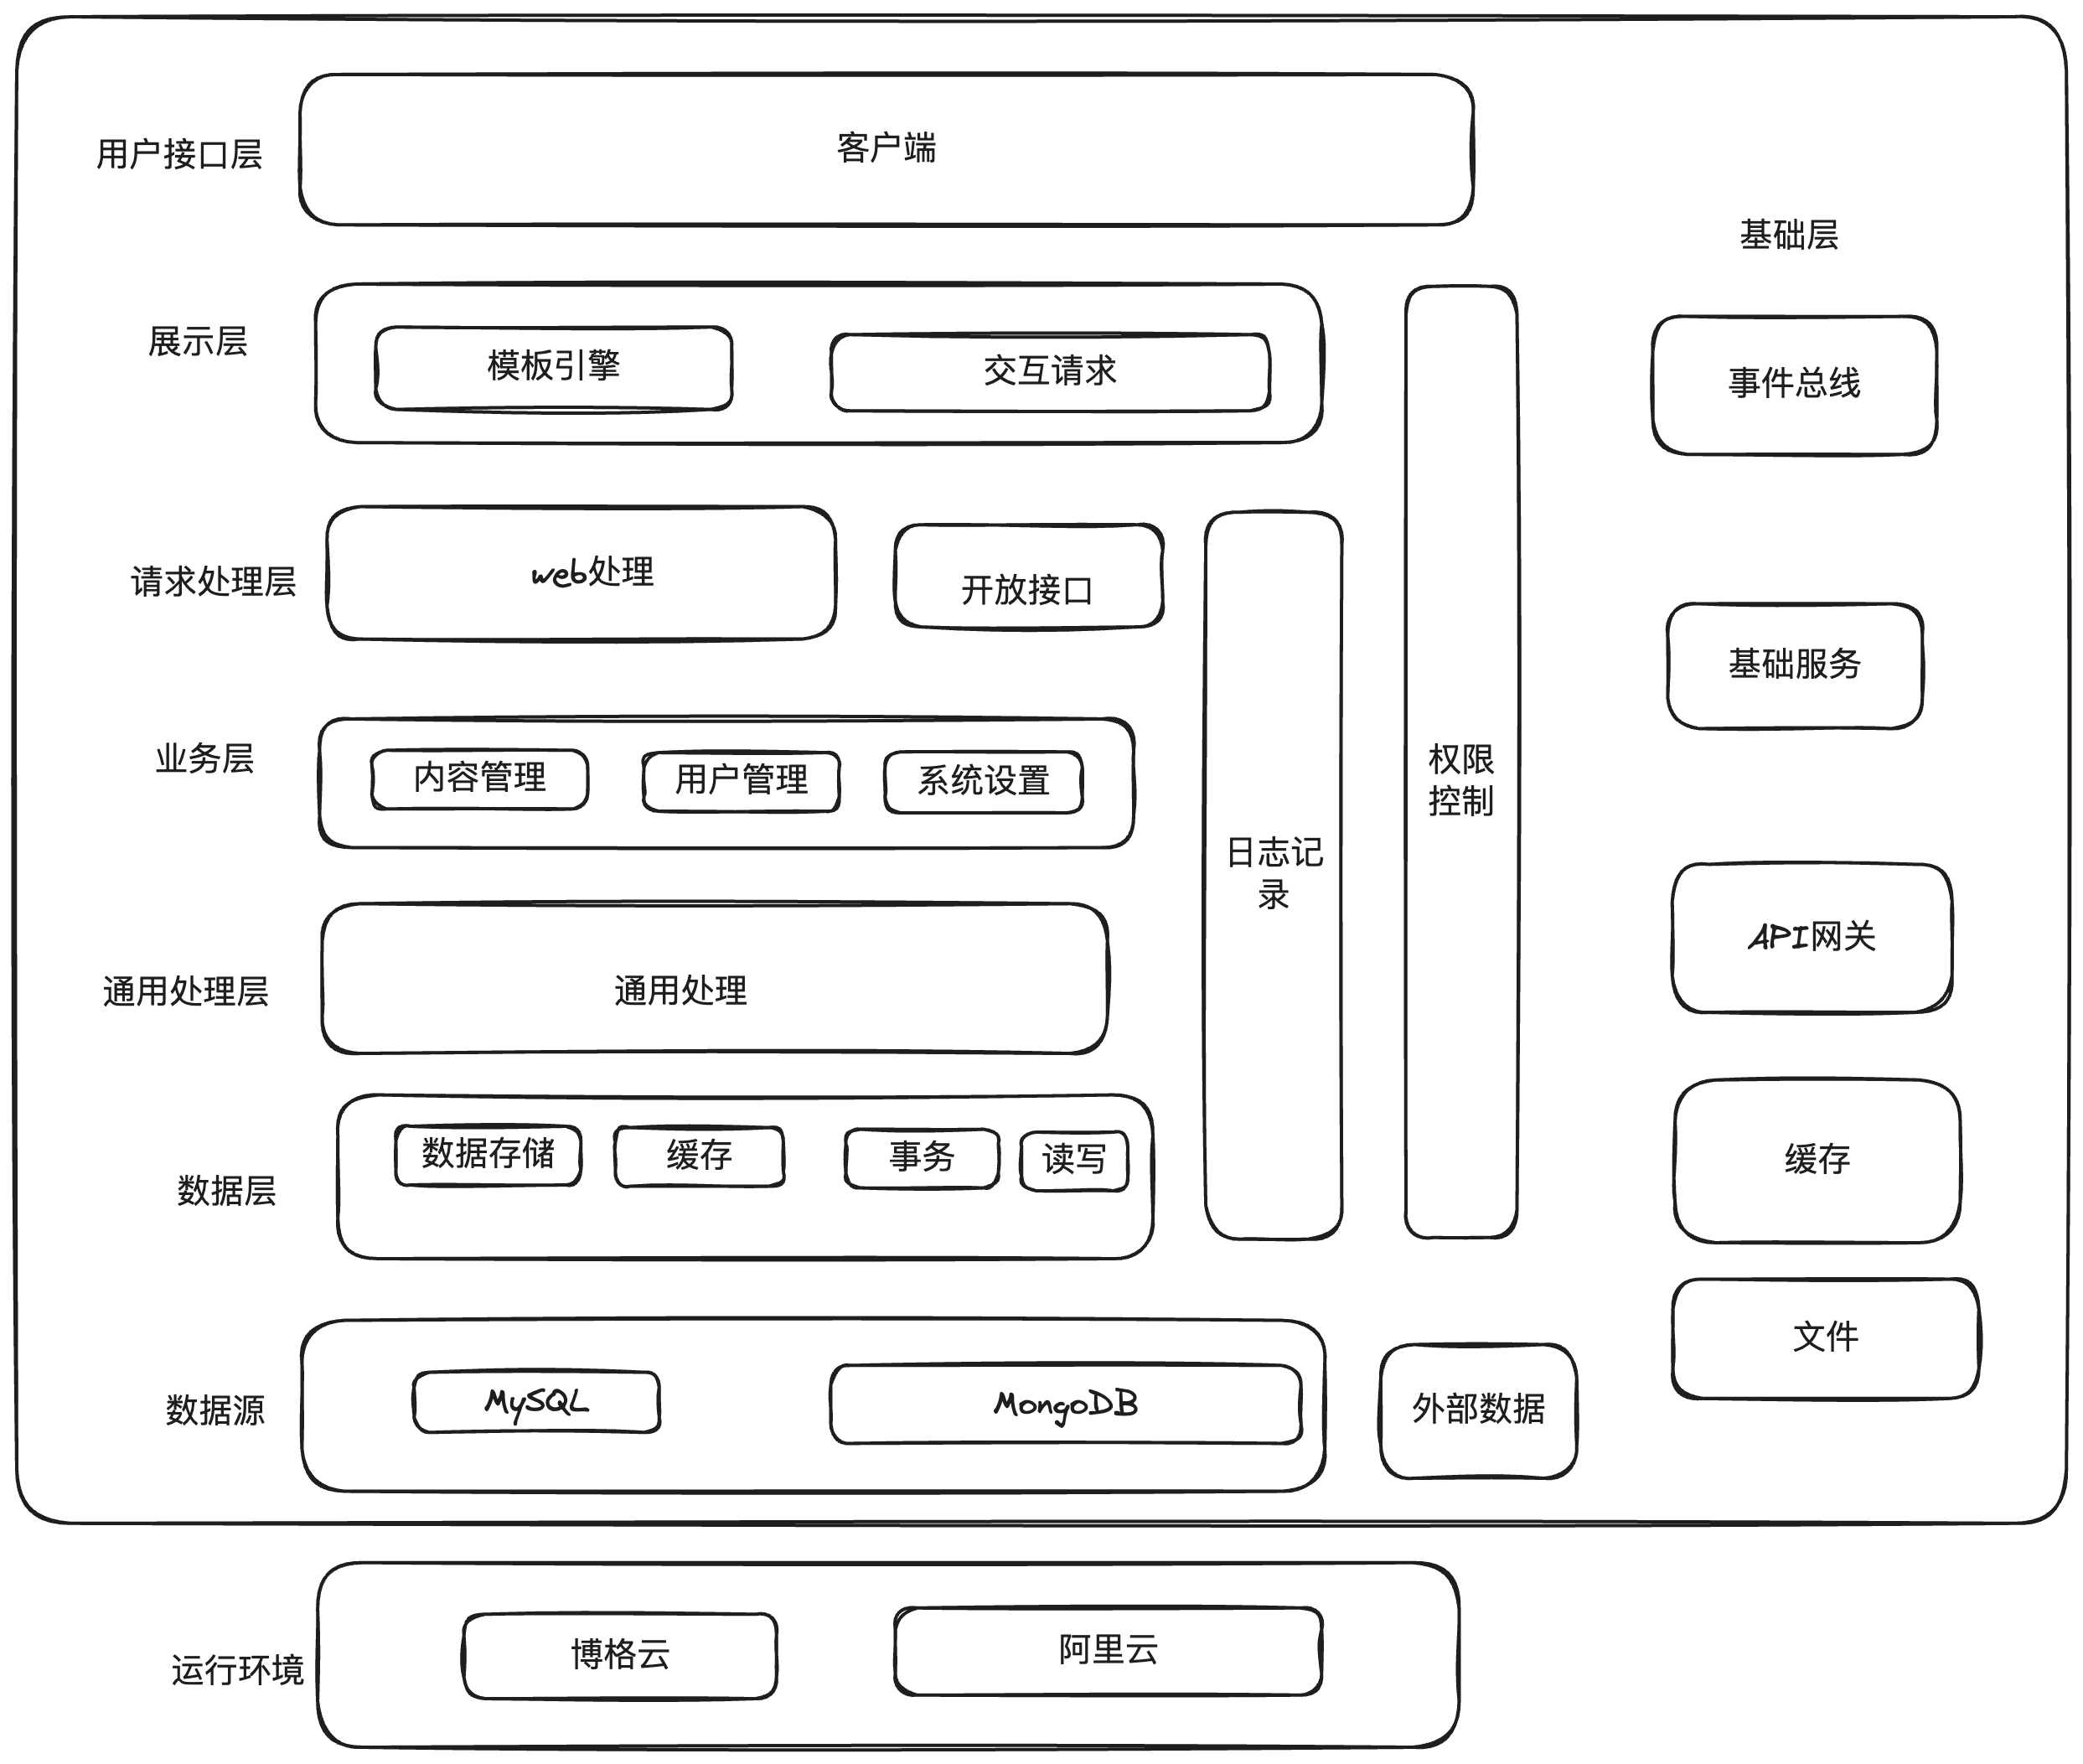 用户接口层
客户端
基础层
展示层
模板引擎
交互请求
事件总线
请求处理层
web处理
开放接口
基础服务
业务层
内容管理
用户管理
系统设置
权限
控制
日志记
录
API网关
通用处理层
通用处理
数据层
数据存储
缓存
事务
读写
缓存
文件
数据源
MySQL
MongoDB
外部数据
运行环境
博格云
阿里云